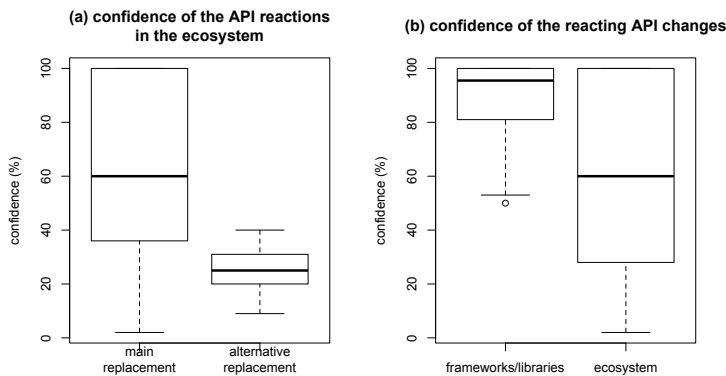 (a) confidence of the API reactions
in the ecosystem
confidence (%)
100
80
60
40
20
0
main
replacement
alternative
replacement
(b) confidence of the reacting API changes
confidence (%)
100
80
60
40
20
0
frameworks/libraries
ecosystem